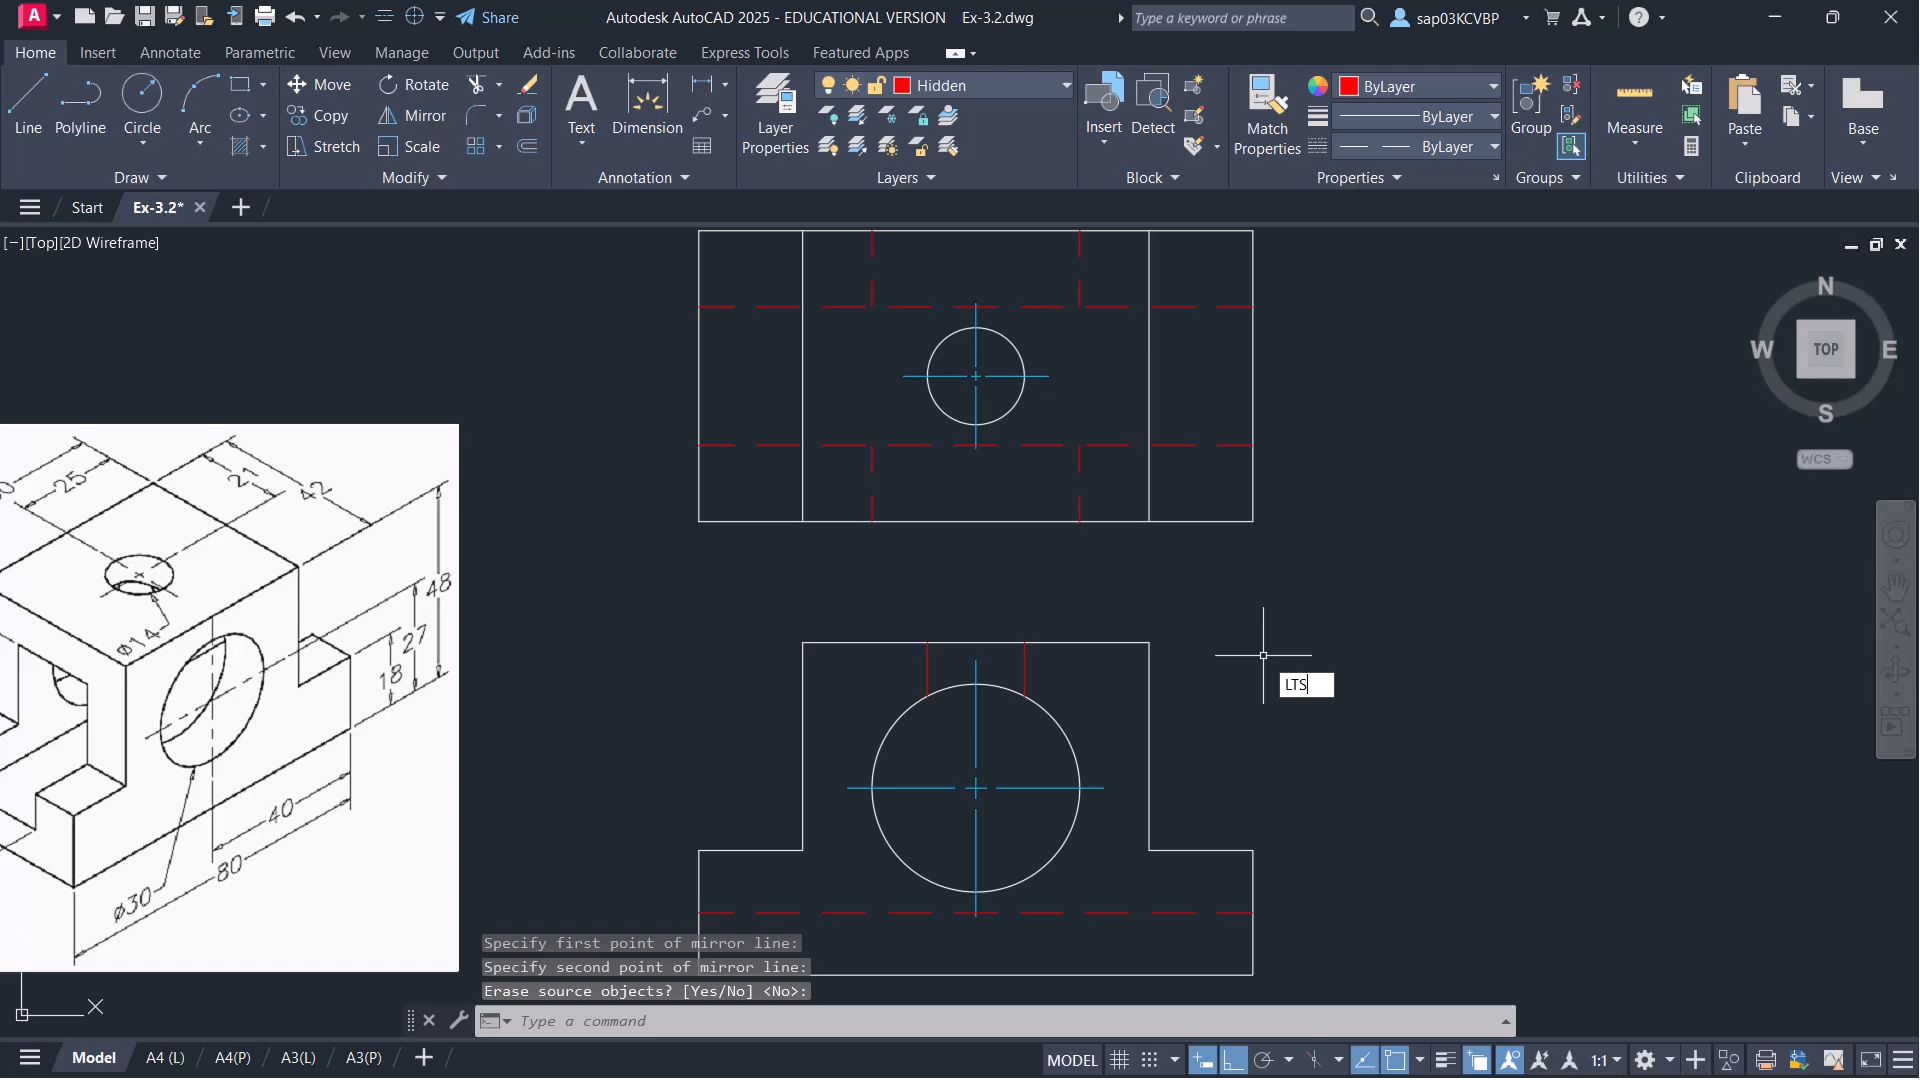 Share
Autodesk AutoCAD 2025 - EDUCATIONAL VERSION Ex-3.2.dwg
Type a keyword or phrase
sap03KCVBP
Home Insert Annotate Parametric View Manage Output Add-ins Collaborate Express Tools Featured Apps
Line
Polyline
Circle
Arc
Move
Rotate
Copy
Mirror
Stretch
Scale
Text
Dimension
Layer
Properties
Hidden
Insert
Detect
Match
Properties
ByLayer
ByLayer
ByLayer
Group
Measure
Paste
Base
Draw
Modify
Annotation
Layers
Block
Properties
Groups
Utilities
Clipboard
View
Start
Ex-3.2*
[−][Top][2D Wireframe]
N
W
TOP
E
S
WCS
25
21
42
48
Ø14
27
18
40
80
Ø30
LTS
X
Specify first point of mirror line:
Specify second point of mirror line:
Erase source objects? [Yes/No] <No>:
Type a command
Model
A4 (L)
A4(P)
A3(L)
A3(P)
MODEL
1:1